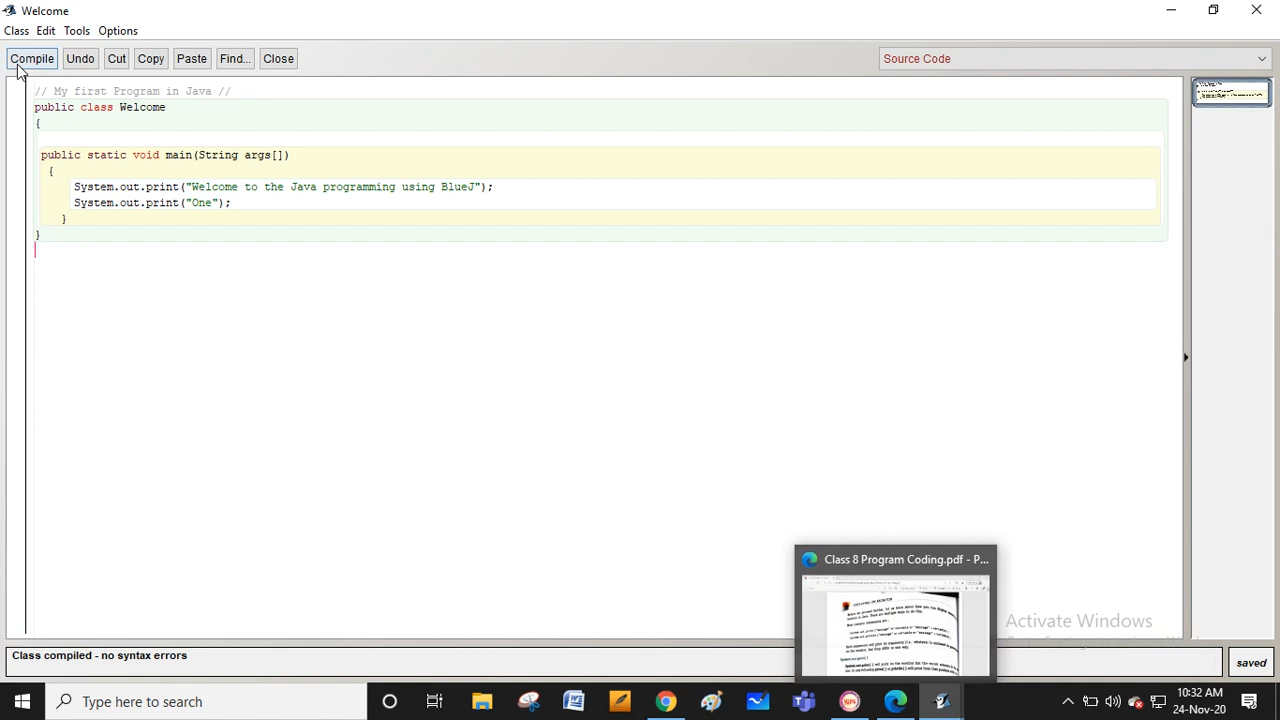 Welcome
Class Edit Tools Options
Compile Undo Cut Copy Paste Find... Close Source Code
// My first Program in Java //
public class Welcome
{
public static void main(String args[])
{
System.out.print("Welcome to the Java programming using BlueJ");
System.out.print("One");
}
}
Class 8 Program Coding.pdf - P...
Activate Windows
Class compiled - no syntax
saved
Type here to search
10:32 AM
24-Nov-20